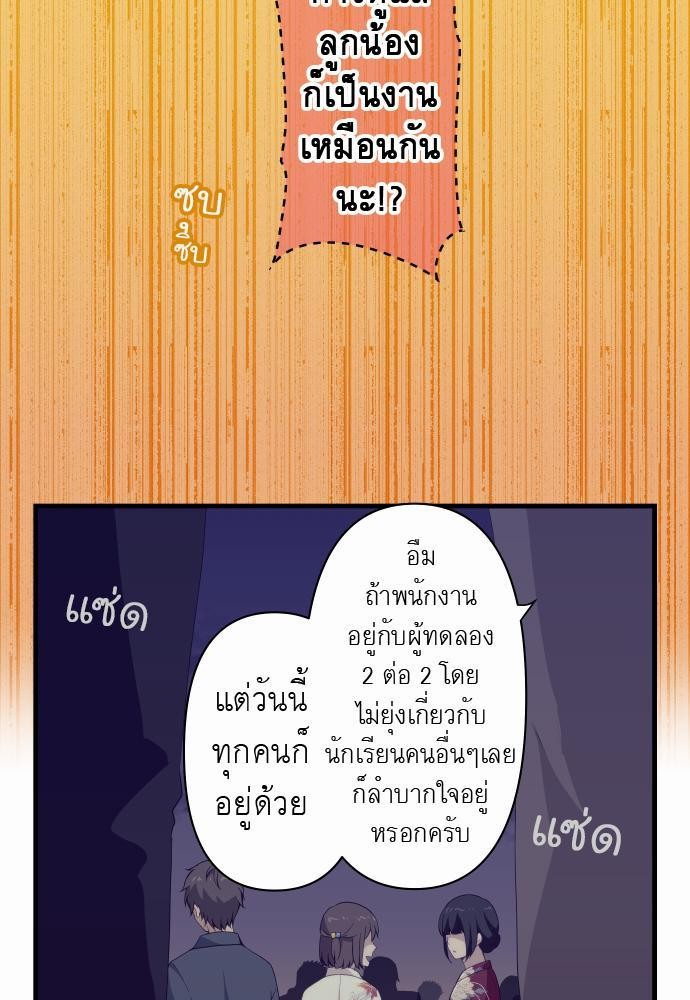 ลูกน้อง
ก็เป็นงาน
เหมือนกัน
นะ!?
ซุบ
ซิบ
อืม
ถ้าพนักงาน
อยู่กับผู้ทดลอง
2 ต่อ 2 โดย
ไม่ยุ่งเกี่ยวกับ
นักเรียนคนอื่นๆเลย
ก็ลำบากใจอยู่
หรอกครับ
แต่วันนี้
ทุกคนก็
อยู่ด้วย
แซ่ด
แซ่ด